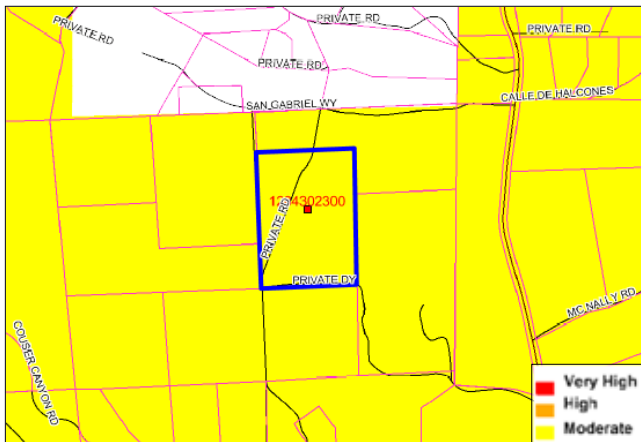 PRIVATE RD
PRIVATE RD
PRIVATE RD
PRIVATE RD
SAN GABRIEL WY
CALLE DE HALCONES
1234302300
PRIVATE RD
PRIVATE DY
MC NALLY RD
COUSER CANYON RD
Very High
High
Moderate